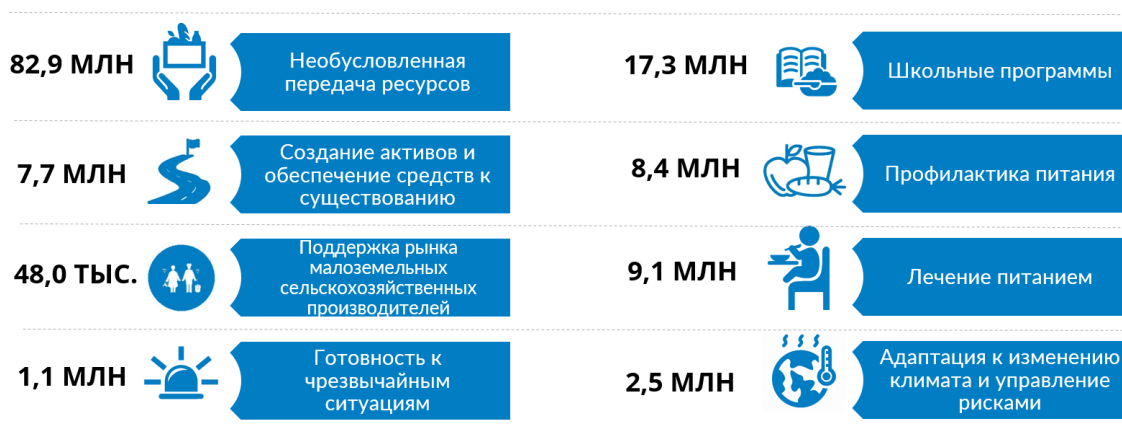 82,9 МЛН
Необусловленная
передача ресурсов
17,3 МЛН
Школьные программы
7,7 МЛН
Создание активов и
обеспечение средств к
существованию
8,4 МЛН
Профилактика питания
48,0 ТЫС.
Поддержка рынка
малоземельных
сельскохозяйственных
производителей
9,1 МЛН
Лечение питанием
1,1 МЛН
Готовность к
чрезвычайным
ситуациям
2,5 МЛН
Адаптация к изменению
климата и управление
рисками